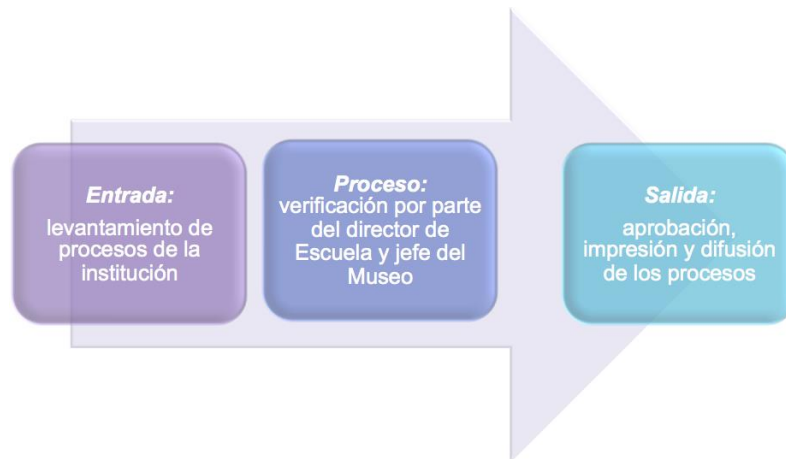 Entrada:
levantamiento de
procesos de la
institución
Proceso:
verificación por parte
del director de
Escuela y jefe del
Museo
Salida:
aprobación,
impresión y difusión
de los procesos